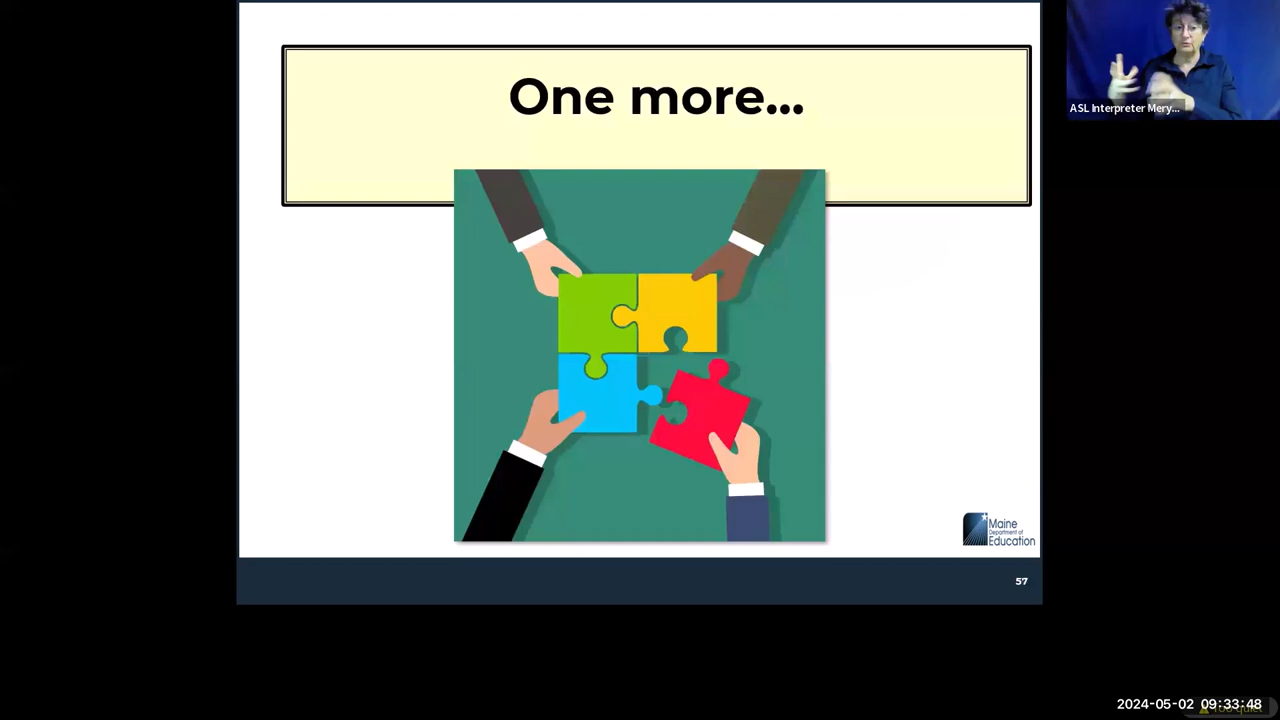 One more...
ASL Interpreter Mery...
Maine
Department of
Education
57
2024-05-02 09:33:48